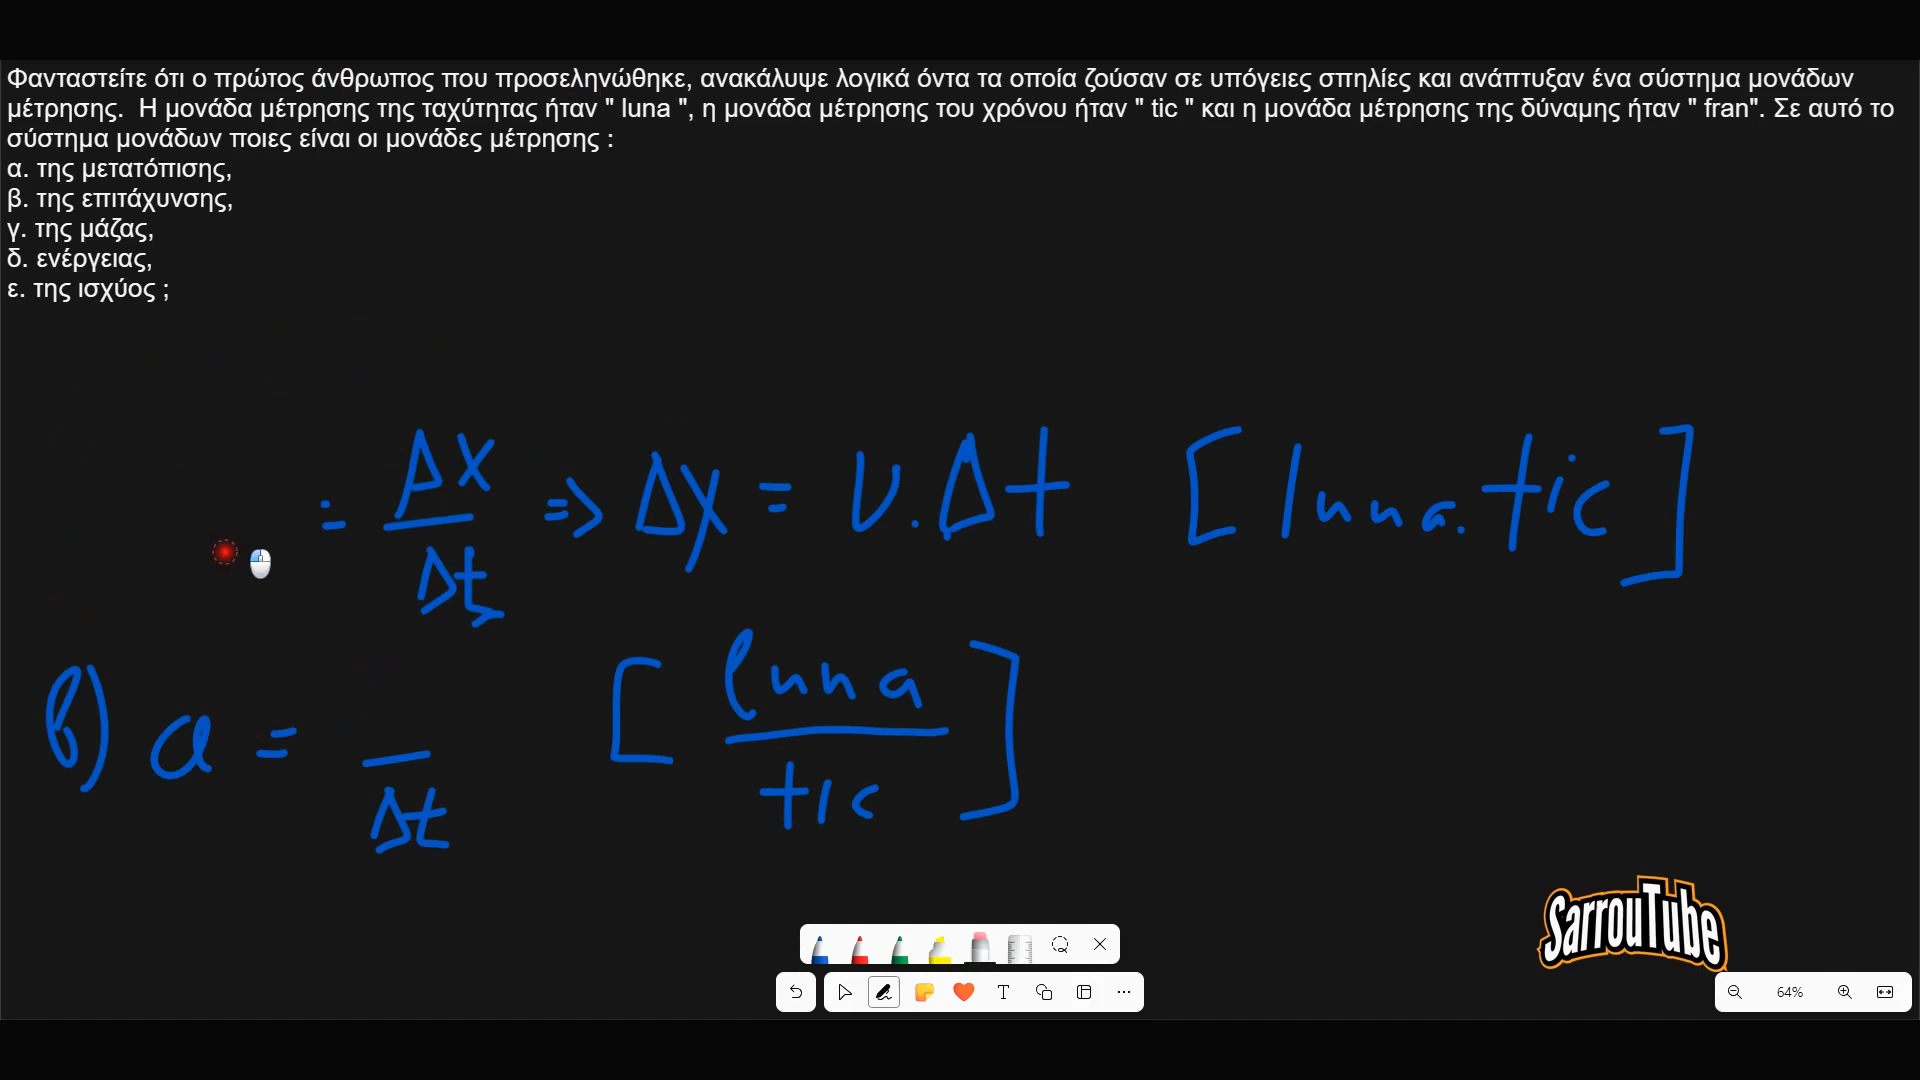 Φανταστείτε ότι ο πρώτος άνθρωπος που προσεληνώθηκε, ανακάλυψε λογικά όντα τα οποία ζούσαν σε υπόγειες σπηλίες και ανάπτυξαν ένα σύστημα μονάδων
μέτρησης.  Η μονάδα μέτρησης της ταχύτητας ήταν " luna ", η μονάδα μέτρησης του χρόνου ήταν " tic " και η μονάδα μέτρησης της δύναμης ήταν " fran". Σε αυτό το
σύστημα μονάδων ποιες είναι οι μονάδες μέτρησης :
α. της μετατόπισης,
β. της επιτάχυνσης,
γ. της μάζας,
δ. ενέργειας,
ε. της ισχύος ;
= Δx / Δt => Δx = υ.Δt [luna.tic]
β) a = / Δt [luna / tic]
SarrouTube
T
64%